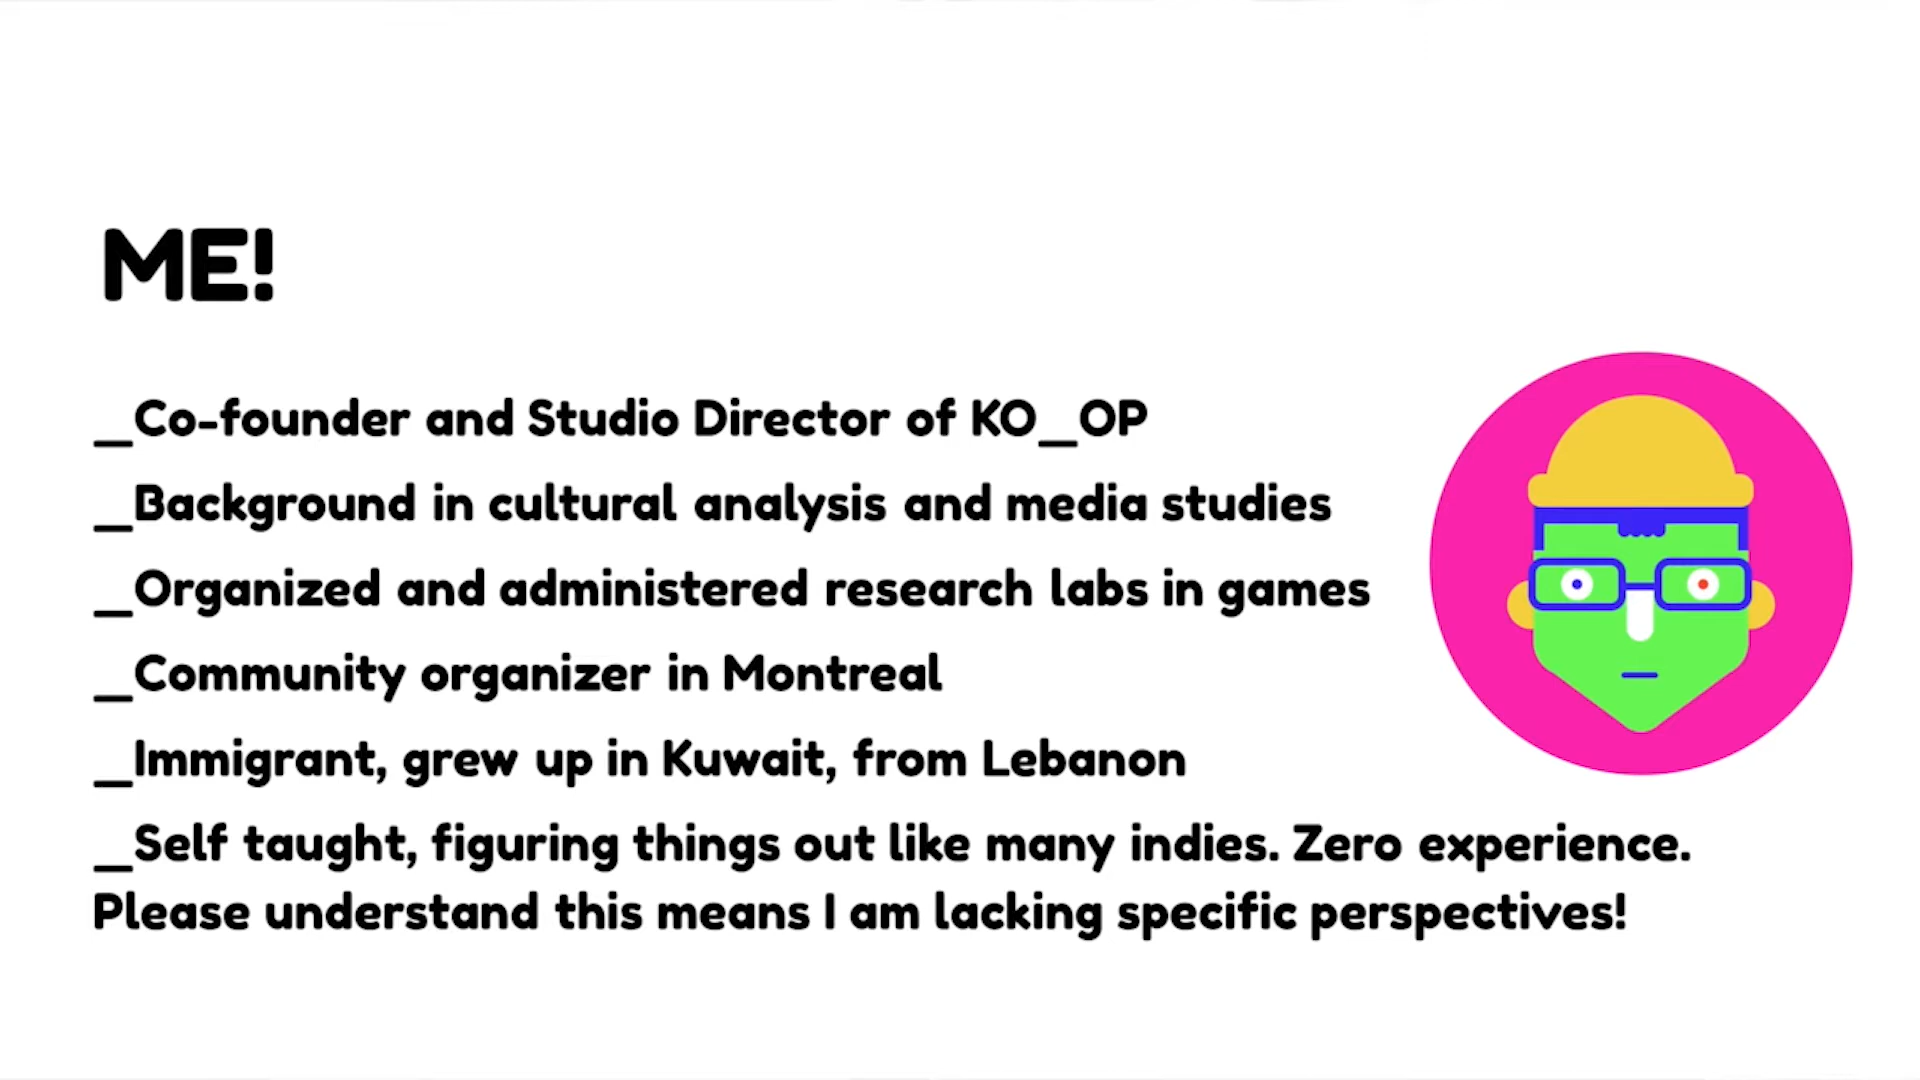 ME!
_Co-founder and Studio Director of KO_OP
_Background in cultural analysis and media studies
_Organized and administered research labs in games
_Community organizer in Montreal
_Immigrant, grew up in Kuwait, from Lebanon
_Self taught, figuring things out like many indies. Zero experience.
Please understand this means I am lacking specific perspectives!